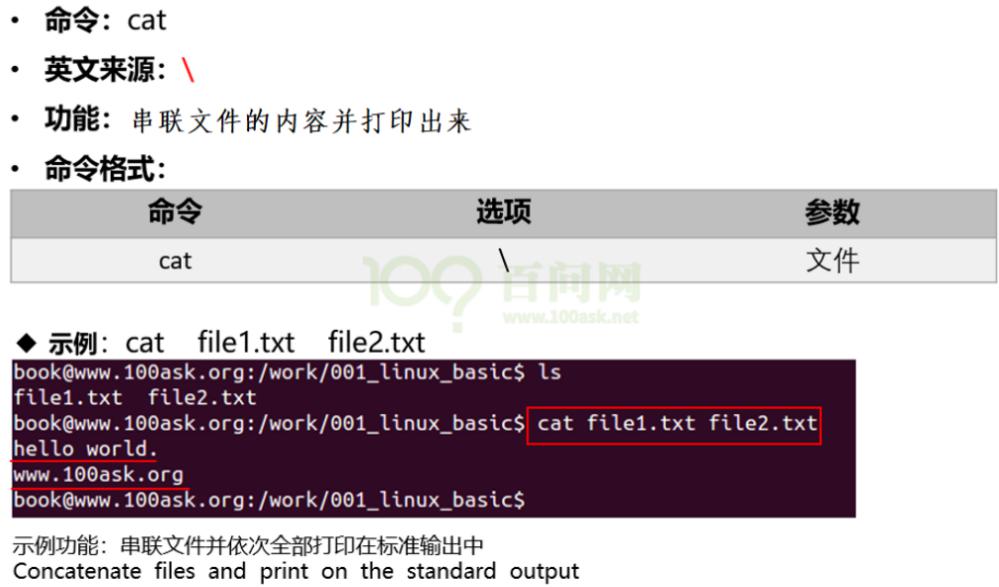 • 命令：cat
• 英文来源：\
• 功能：串联文件的内容并打印出来
• 命令格式：
命令 选项 参数
cat \ 文件
100? 百问网
www.100ask.net
◆ 示例：cat file1.txt file2.txt
book@www.100ask.org:/work/001_linux_basic$ ls
file1.txt file2.txt
book@www.100ask.org:/work/001_linux_basic$ cat file1.txt file2.txt
hello world.
www.100ask.org
book@www.100ask.org:/work/001_linux_basic$
示例功能：串联文件并依次全部打印在标准输出中
Concatenate files and print on the standard output